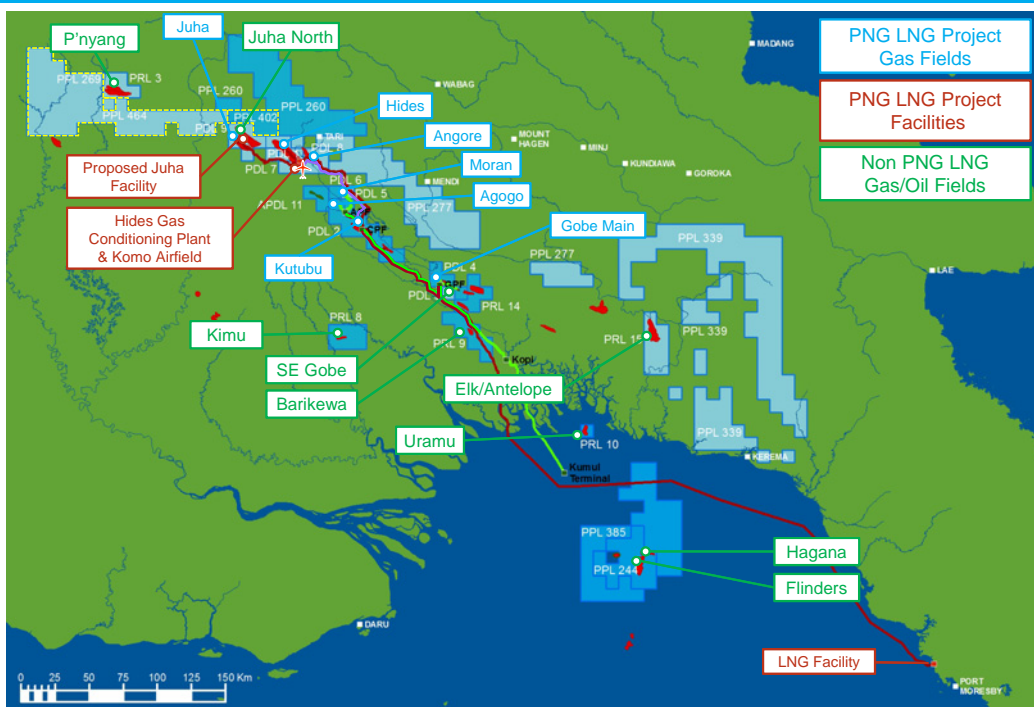 P'nyang
Juha
Juha North
MADANG
PNG LNG Project
Gas Fields
PPL 269
PRL 3
PPL 260
WABAG
PPL 464
PPL 260
Hides
PPL 402
PNG LNG Project
Facilities
PDL 9
TARI
Angore
MOUNT
HAGEN
MINJ
PDL 8
KUNDIAWA
Proposed Juha
Facility
PDL 7
Moran
GOROKA
Non PNG LNG
Gas/Oil Fields
PDL 6
MENDI
PDL 5
Agogo
APDL 11
PPL 277
Hides Gas
Conditioning Plant
& Komo Airfield
PDL 2
CPF
Gobe Main
PPL 339
Kutubu
PPL 277
LAE
PDL 4
GPF
PRL 14
PPL 339
Kimu
PRL 8
PRL 9
PRL 15
SE Gobe
Kopi
Elk/Antelope
Barikewa
PPL 339
Uramu
PRL 10
KEREMA
Kumul
Terminal
PPL 385
Hagana
PPL 244
Flinders
DARU
LNG Facility
0 25 50 75 100 125 150 Km
PORT
MORESBY